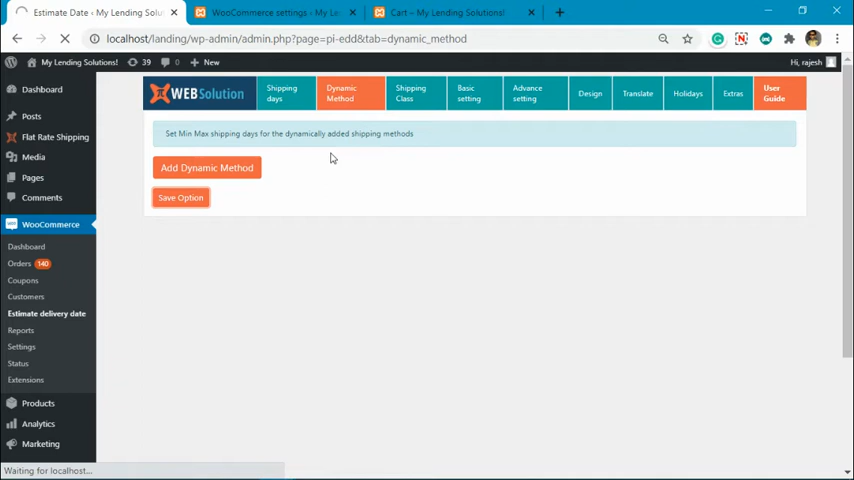 Estimate Date ‹ My Lending Solu
WooCommerce settings ‹ My Len
Cart – My Lending Solutions!
localhost/landing/wp-admin/admin.php?page=pi-edd&tab=dynamic_method
My Lending Solutions!
39
0
New
Hi, rajesh
Dashboard
Posts
Flat Rate Shipping
Media
Pages
Comments
WooCommerce
Dashboard
Orders 140
Coupons
Customers
Estimate delivery date
Reports
Settings
Status
Extensions
Products
Analytics
Marketing
WEBSolution
Shipping
days
Dynamic
Method
Shipping
Class
Basic
setting
Advance
setting
Design
Translate
Holidays
Extras
User
Guide
Set Min Max shipping days for the dynamically added shipping methods
Add Dynamic Method
Save Option
Waiting for localhost...